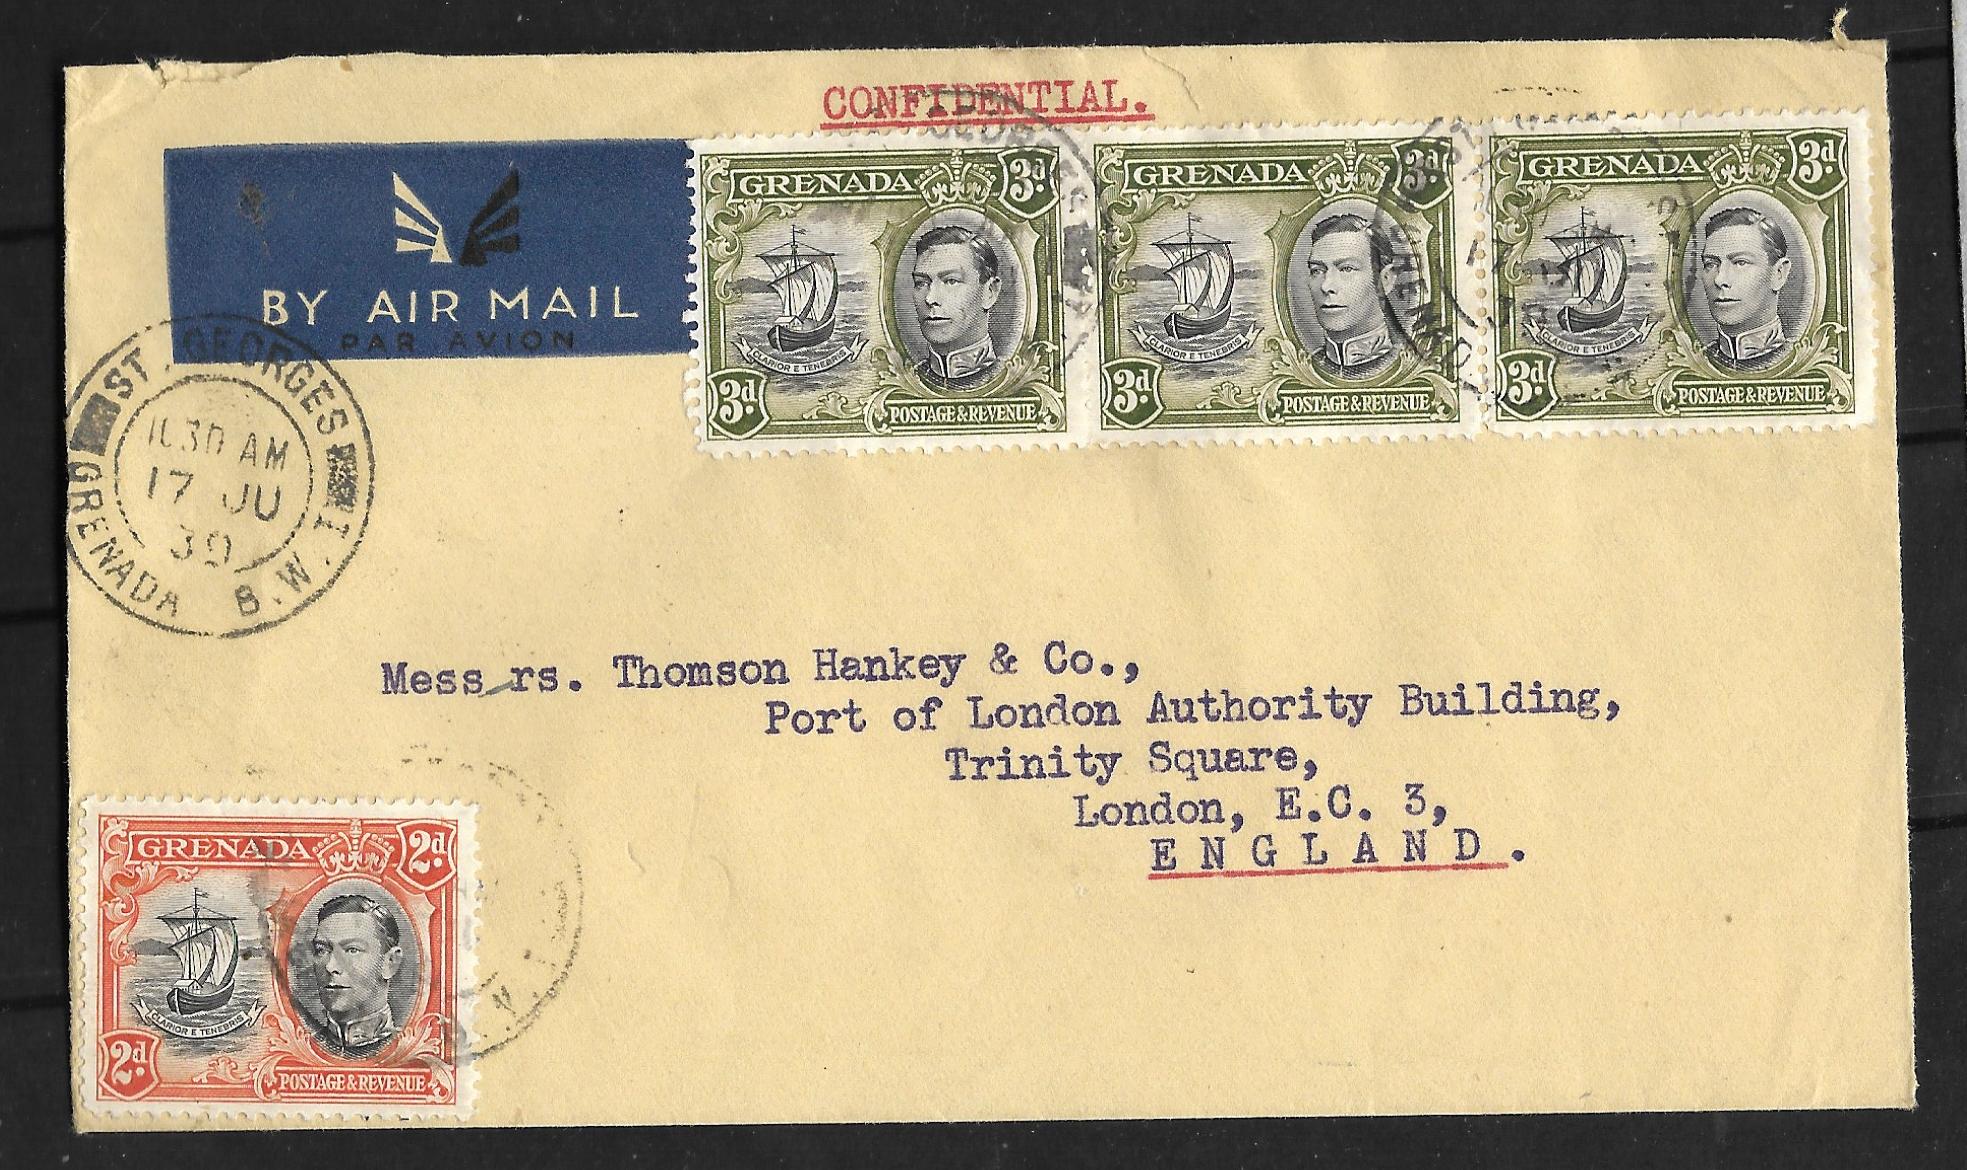 CONFIDENTIAL.
BY AIR MAIL
PAR AVION
GRENADA 3d
CLARIOR E TENEBRIS
3d POSTAGE & REVENUE
GRENADA 3d
CLARIOR E TENEBRIS
3d POSTAGE & REVENUE
GRENADA 3d
CLARIOR E TENEBRIS
3d POSTAGE & REVENUE
ST. GEORGES
11.30 AM
17 JU
39
GRENADA B.W.I
Messrs. Thomson Hankey & Co.,
Port of London Authority Building,
Trinity Square,
London, E.C. 3,
ENGLAND.
GRENADA 2d
CLARIOR E TENEBRIS
2d POSTAGE & REVENUE